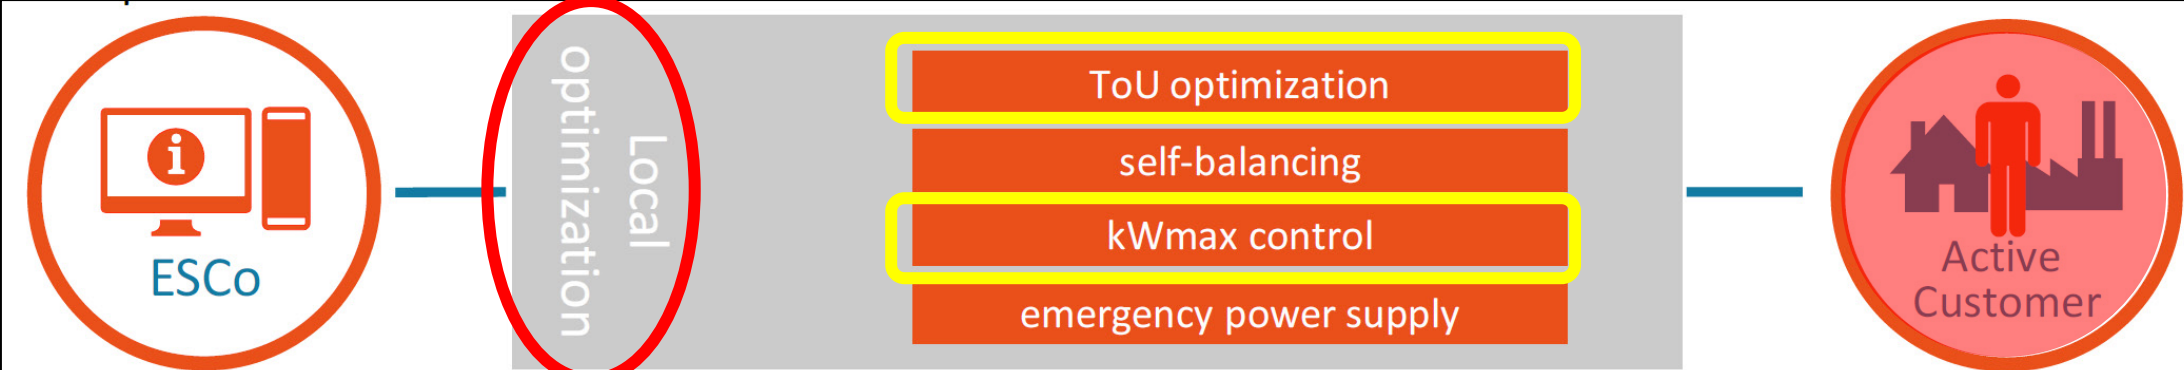 ESCo
Local
optimization
ToU optimization
self-balancing
kWmax control
emergency power supply
Active
Customer